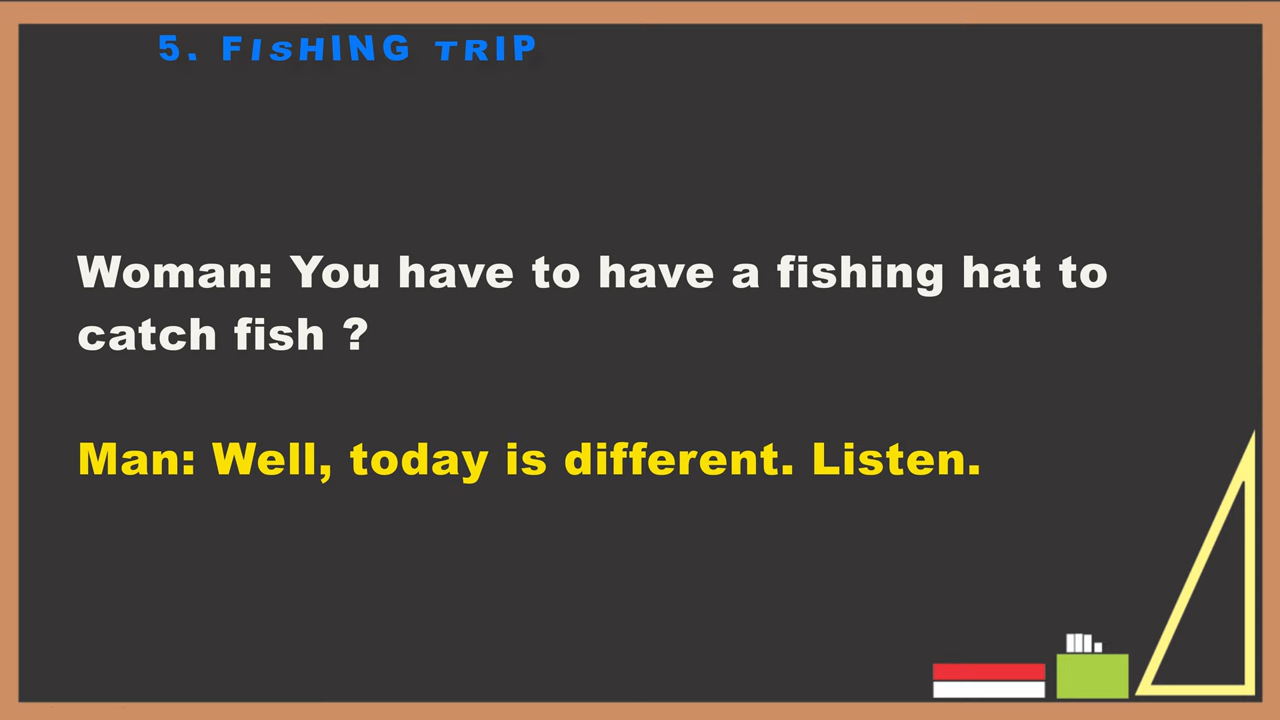 5. FISHING TRIP
Woman: You have to have a fishing hat to
catch fish ?
Man: Well, today is different. Listen.